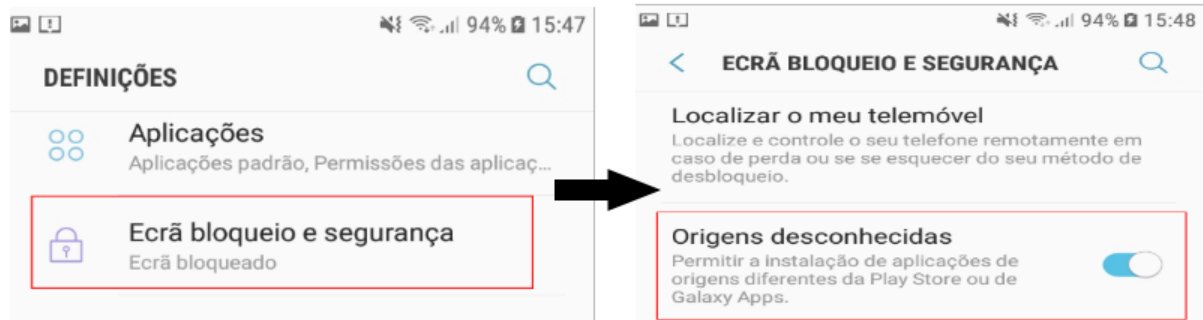 94% 15:47
DEFINIÇÕES
Aplicações
Aplicações padrão, Permissões das aplicaç...
Ecrã bloqueio e segurança
Ecrã bloqueado
94% 15:48
ECRÃ BLOQUEIO E SEGURANÇA
Localizar o meu telemóvel
Localize e controle o seu telefone remotamente em
caso de perda ou se se esquecer do seu método de
desbloqueio.
Origens desconhecidas
Permitir a instalação de aplicações de
origens diferentes da Play Store ou de
Galaxy Apps.